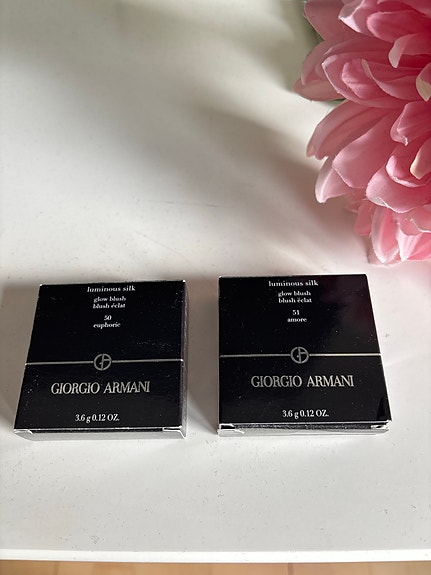 luminous silk
glow blush
blush éclat
50
euphoric
GIORGIO ARMANI
3.6 g 0.12 OZ.
luminous silk
glow blush
blush éclat
51
amore
GIORGIO ARMANI
3.6 g 0.12 OZ.